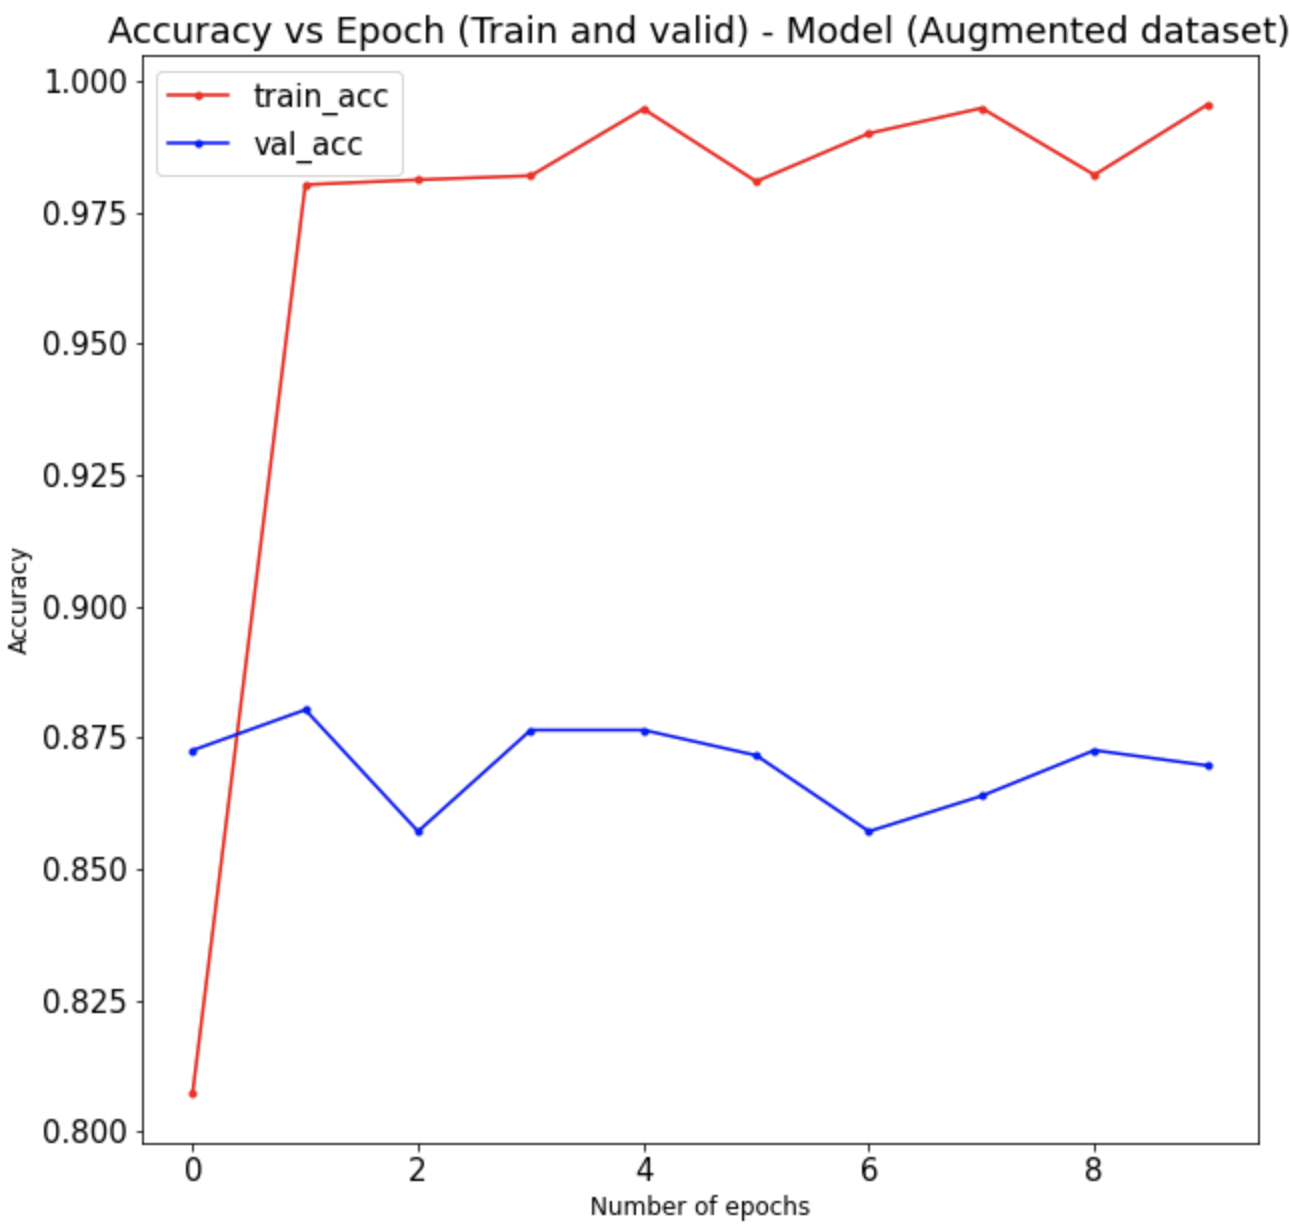 Accuracy vs Epoch (Train and valid) - Model (Augmented dataset)
train_acc
val_acc
1.000
0.975
0.950
0.925
0.900
0.875
0.850
0.825
0.800
Accuracy
0 2 4 6 8
Number of epochs